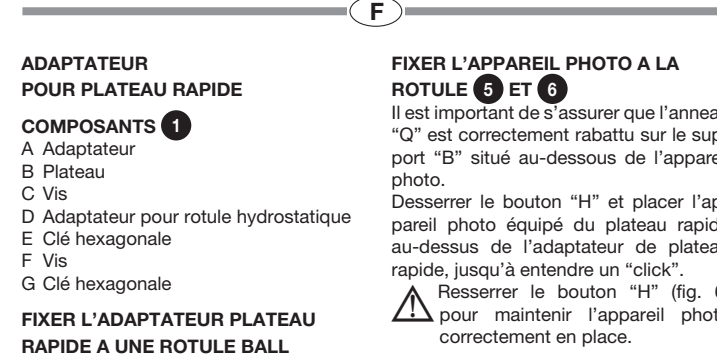 F
ADAPTATEUR
POUR PLATEAU RAPIDE
COMPOSANTS 1
A Adaptateur
B Plateau
C Vis
D Adaptateur pour rotule hydrostatique
E Clé hexagonale
F Vis
G Clé hexagonale
FIXER L’ADAPTATEUR PLATEAU
RAPIDE A UNE ROTULE BALL
FIXER L’APPAREIL PHOTO A LA
ROTULE 5 ET 6
Il est important de s’assurer que l’annea
“Q” est correctement rabattu sur le sup
port “B” situé au-dessous de l’appare
photo.
Desserrer le bouton “H” et placer l’ap
pareil photo équipé du plateau rapid
au-dessus de l’adaptateur de platea
rapide, jusqu’à entendre un “click”.
Resserrer le bouton “H” (fig. 6
pour maintenir l’appareil phot
correctement en place.